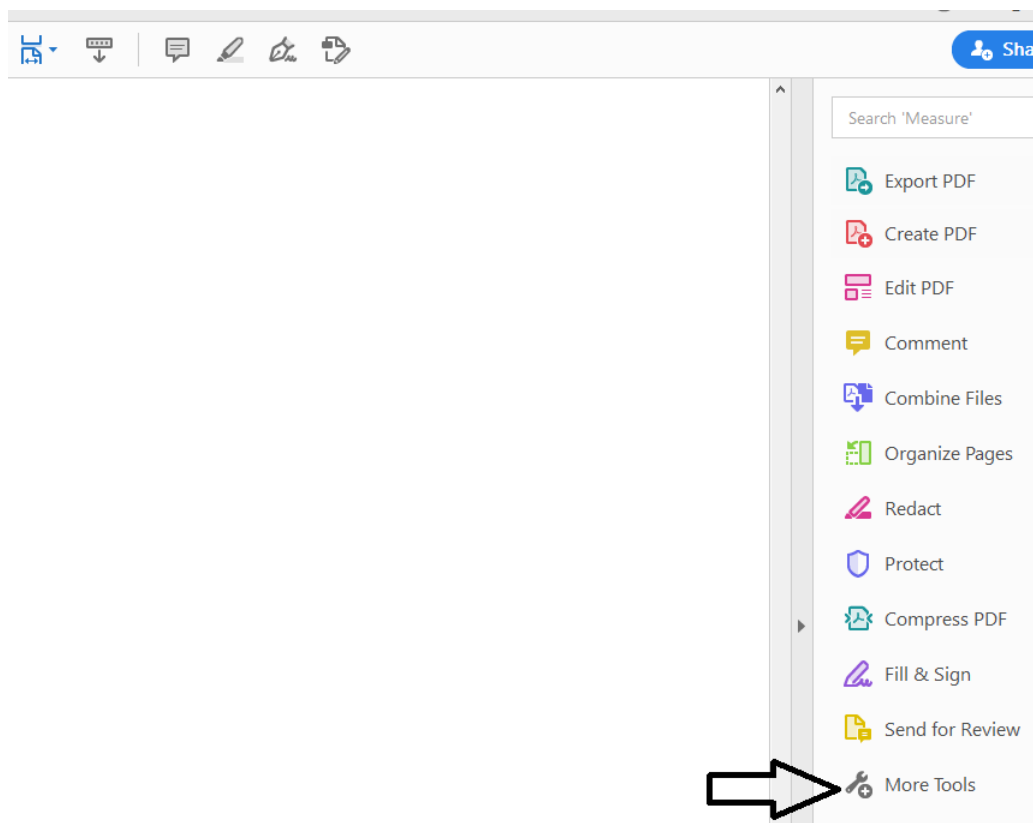 Sha
Search 'Measure'
Export PDF
Create PDF
Edit PDF
Comment
Combine Files
Organize Pages
Redact
Protect
Compress PDF
Fill & Sign
Send for Review
More Tools